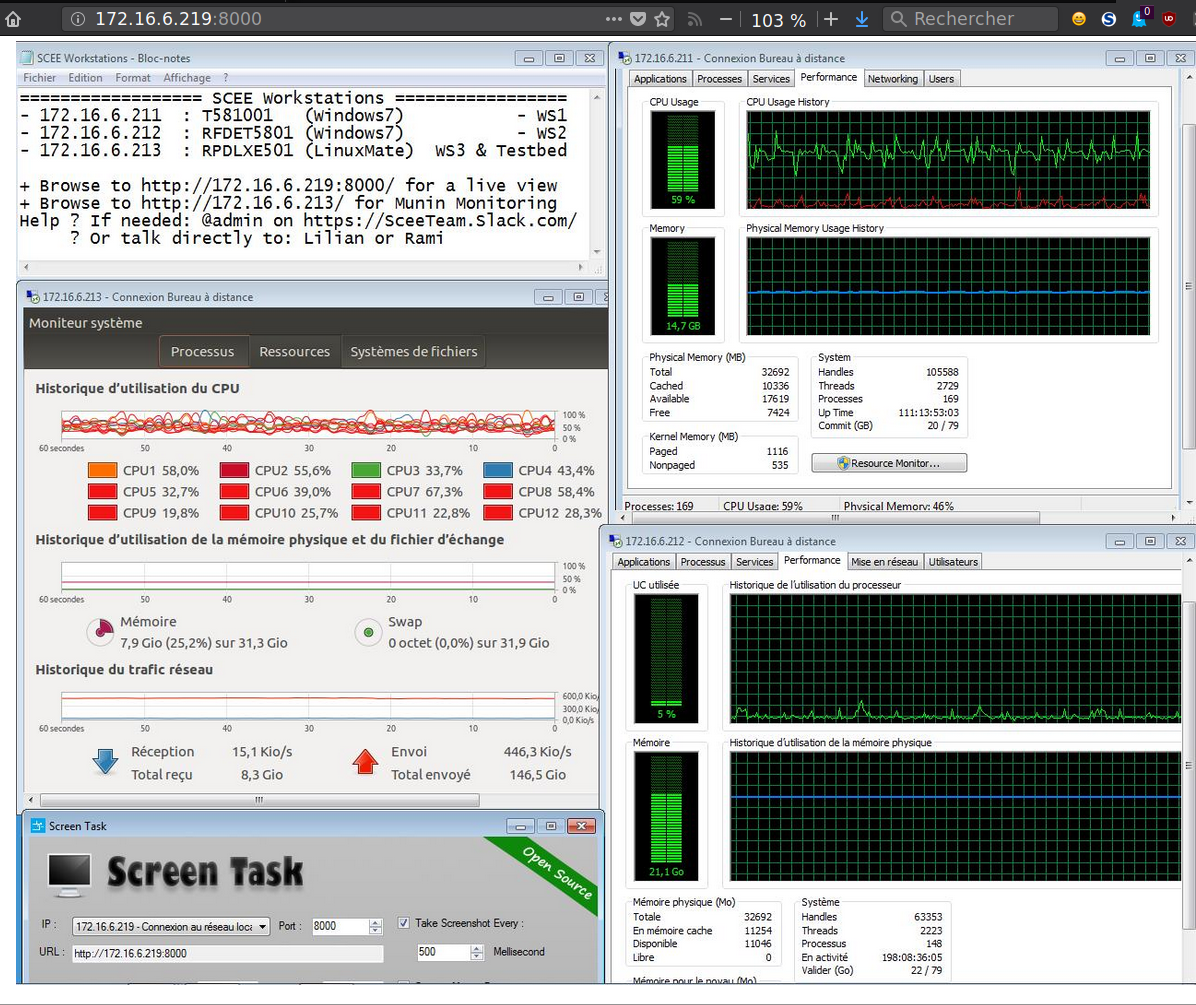 172.16.6.219:8000
103 %
Rechercher
0
SCEE Workstations - Bloc-notes
Fichier Edition Format Affichage ?
================== SCEE Workstations =================
- 172.16.6.211 : T581001 (Windows7) - WS1
- 172.16.6.212 : RFDET5801 (Windows7) - WS2
- 172.16.6.213 : RPDLXE501 (LinuxMate) WS3 & Testbed
+ Browse to http://172.16.6.219:8000/ for a live view
+ Browse to http://172.16.6.213/ for Munin Monitoring
Help ? If needed: @admin on https://SceeTeam.Slack.com/
? Or talk directly to: Lilian or Rami
172.16.6.213 - Connexion Bureau à distance
Moniteur système
Processus Ressources Systèmes de fichiers
Historique d'utilisation du CPU
100 %
50 %
0 %
60 secondes 50 40 30 20 10 0
CPU1 58,0% CPU2 55,6% CPU3 33,7% CPU4 43,4%
CPU5 32,7% CPU6 39,0% CPU7 67,3% CPU8 58,4%
CPU9 19,8% CPU10 25,7% CPU11 22,8% CPU12 28,3%
Historique d'utilisation de la mémoire physique et du fichier d'échange
100 %
50 %
0 %
60 secondes 50 40 30 20 10 0
Mémoire Swap
7,9 Gio (25,2%) sur 31,3 Gio 0 octet (0,0%) sur 31,9 Gio
Historique du trafic réseau
600,0 Kio/
300,0 Kio/
0,0 Kio/s
60 secondes 50 40 30 20 10 0
Réception 15,1 Kio/s Envoi 446,3 Kio/s
Total reçu 8,3 Gio Total envoyé 146,5 Gio
Screen Task
Screen Task
Open Source
IP : 172.16.6.219 - Connexion au réseau loca Port : 8000 Take Screenshot Every :
URL : http://172.16.6.219:8000 500 Mellisecond
172.16.6.211 - Connexion Bureau à distance
Applications Processes Services Performance Networking Users
CPU Usage CPU Usage History
59 %
Memory Physical Memory Usage History
14,7 GB
Physical Memory (MB)
Total 32692
Cached 10336
Available 17619
Free 7424
Kernel Memory (MB)
Paged 1116
Nonpaged 535
System
Handles 105588
Threads 2729
Processes 169
Up Time 111:13:53:03
Commit (GB) 20 / 79
Resource Monitor...
Processes: 169 CPU Usage: 59% Physical Memory: 46%
172.16.6.212 - Connexion Bureau à distance
Applications Processus Services Performance Mise en réseau Utilisateurs
UC utilisée Historique de l'utilisation du processeur
5 %
Mémoire Historique d'utilisation de la mémoire physique
21,1 Go
Mémoire physique (Mo)
Totale 32692
En mémoire cache 11254
Disponible 11046
Libre 0
Système
Handles 63353
Threads 2223
Processus 148
En activité 198:08:36:05
Valider (Go) 22 / 79
Mémoire pour le noyau (Mo)